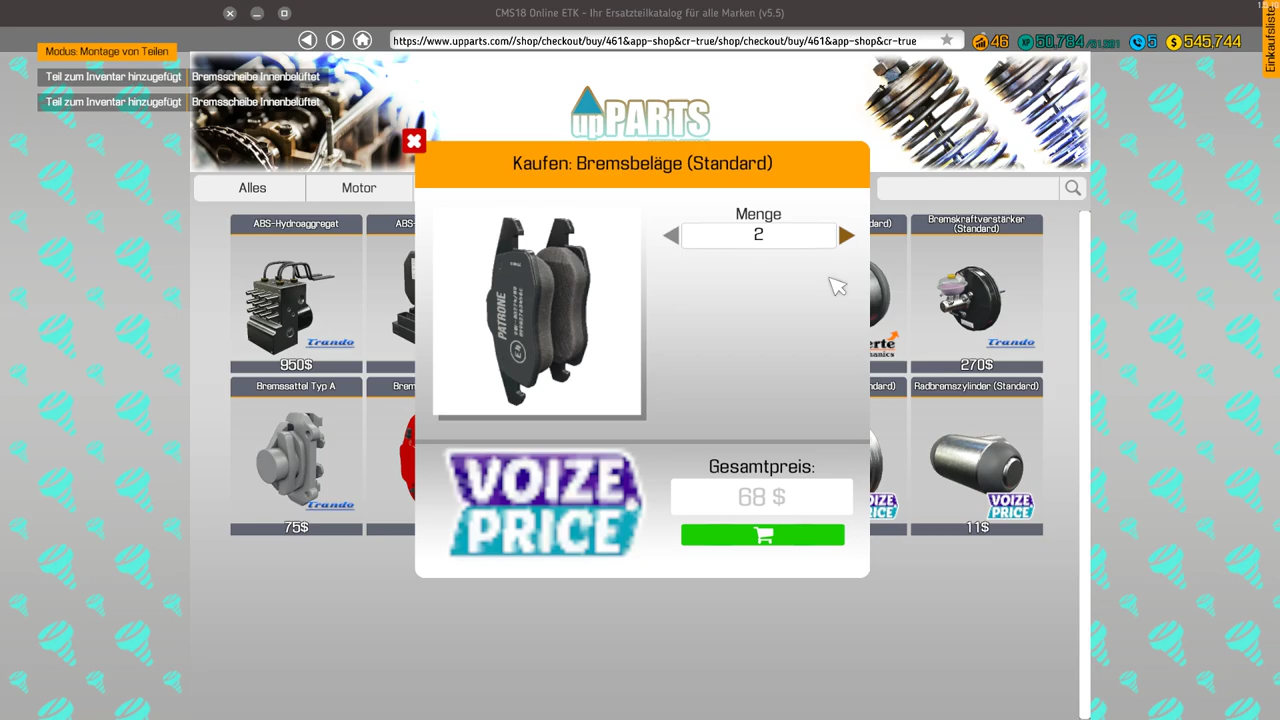 CMS18 Online ETK - Ihr Ersatzteilkatalog für alle Marken (v5.5)
Einkaufsliste
https://www.upparts.com//shop/checkout/buy/461&app-shop&cr-true/shop/checkout/buy/461&app-shop&cr-true
46
XP 50,784
5
$ 545,744
Modus: Montage von Teilen
Teil zum Inventar hinzugefügt Bremsscheibe Innenbelüftet
Teil zum Inventar hinzugefügt Bremsscheibe Innenbelüftet
upPARTS
Kaufen: Bremsbeläge (Standard)
Alles
Motor
Menge
2
ABS-Hydroaggregat
ABS-
Bremskraftverstärker
(Standard)
PATRONE
Trando
950$
Trando
270$
Bremssattel Typ A
Radbremszylinder (Standard)
Trando
75$
VOIZE
PRICE
11$
VOIZE
PRICE
Gesamtpreis:
68 $